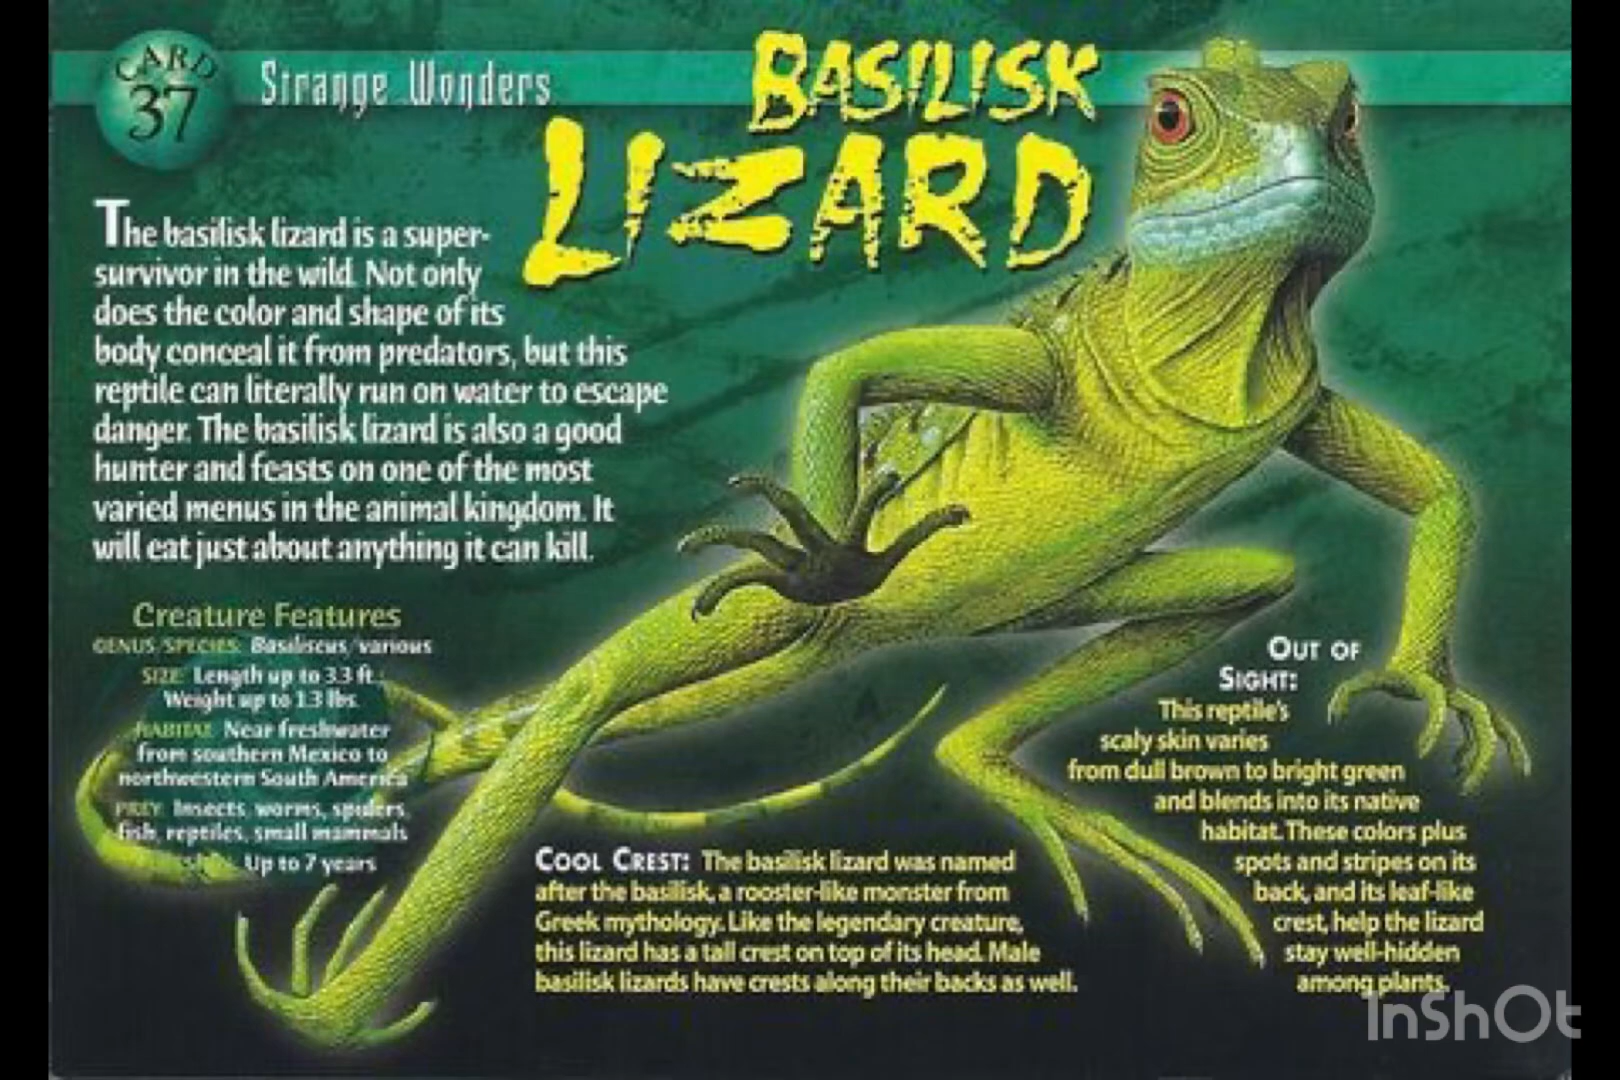 CARD
37
Strange Wonders
BASILISK
LIZARD
The basilisk lizard is a super-
survivor in the wild. Not only
does the color and shape of its
body conceal it from predators, but this
reptile can literally run on water to escape
danger. The basilisk lizard is also a good
hunter and feasts on one of the most
varied menus in the animal kingdom. It
will eat just about anything it can kill.
Creature Features
GENUS/SPECIES: Basiliscus/various
SIZE: Length up to 3.3 ft.;
Weight up to 1.3 lbs.
HABITAT: Near freshwater
from southern Mexico to
northwestern South America
PREY: Insects, worms, spiders,
fish, reptiles, small mammals
Up to 7 years
COOL CREST: The basilisk lizard was named
after the basilisk, a rooster-like monster from
Greek mythology. Like the legendary creature,
this lizard has a tall crest on top of its head. Male
basilisk lizards have crests along their backs as well.
OUT OF
SIGHT:
This reptile's
scaly skin varies
from dull brown to bright green
and blends into its native
habitat. These colors plus
spots and stripes on its
back, and its leaf-like
crest, help the lizard
stay well-hidden
among plants.
InShOt